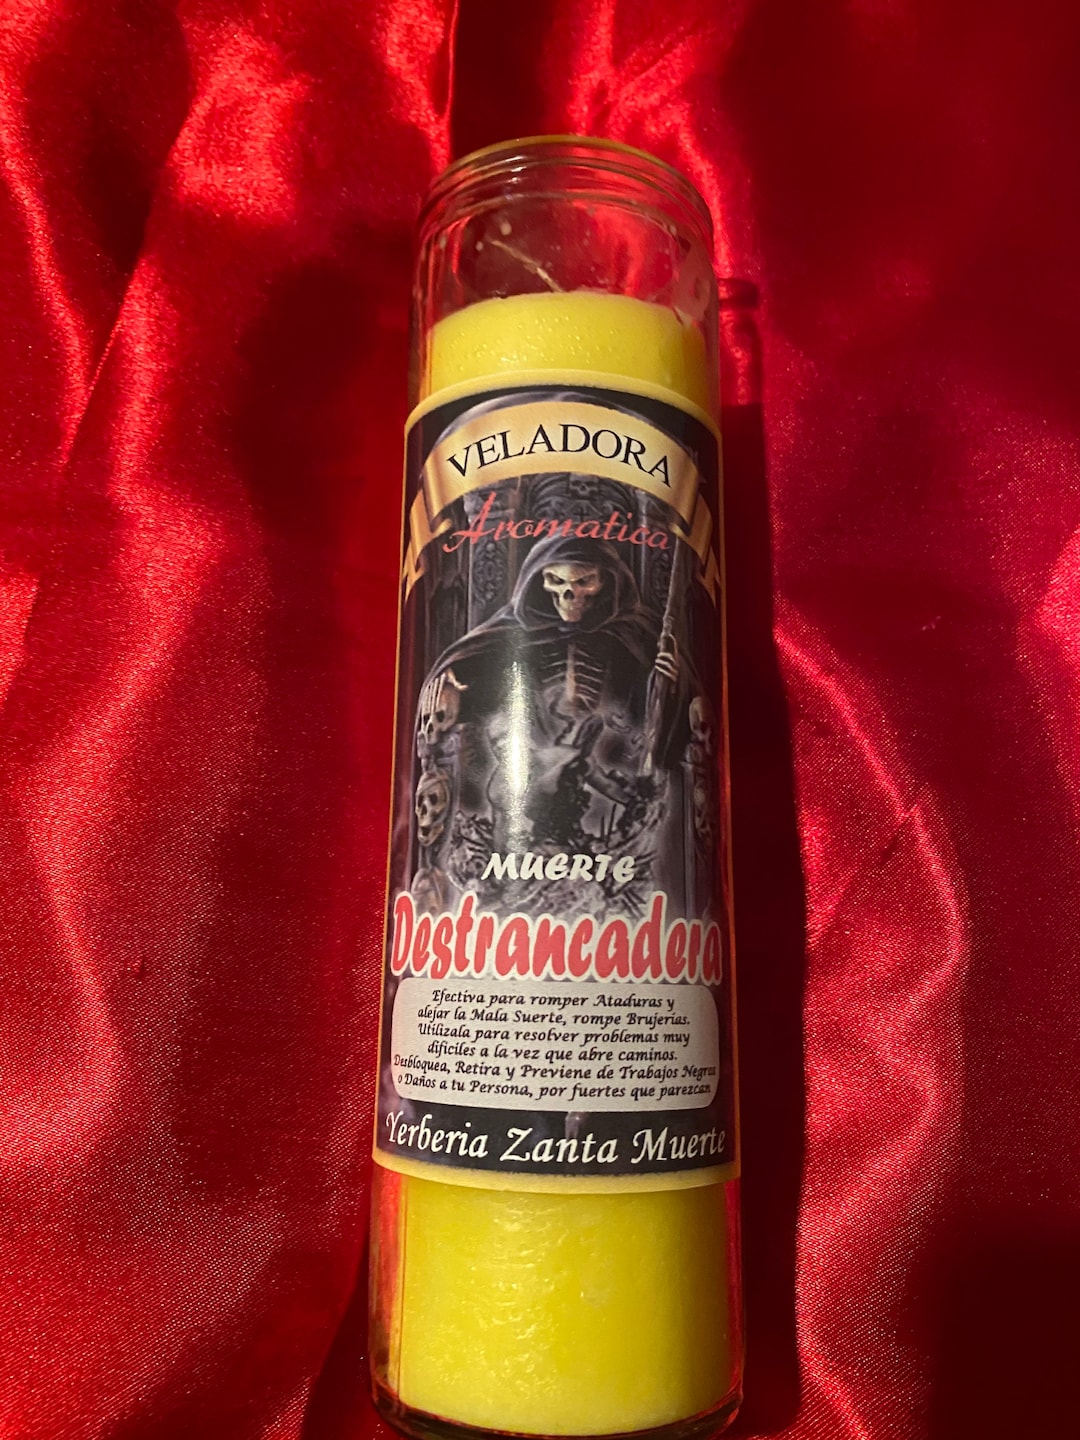 VELADORA
Aromatica
MUERTE
Destrancadera
Efectiva para romper Ataduras y
alejar la Mala Suerte, rompe Brujerias.
Utilizala para resolver problemas muy
dificiles a la vez que abre caminos.
Desbloquea, Retira y Previene de Trabajos Negros
o Daños a tu Persona, por fuertes que parezcan
Yerberia Zanta Muerte